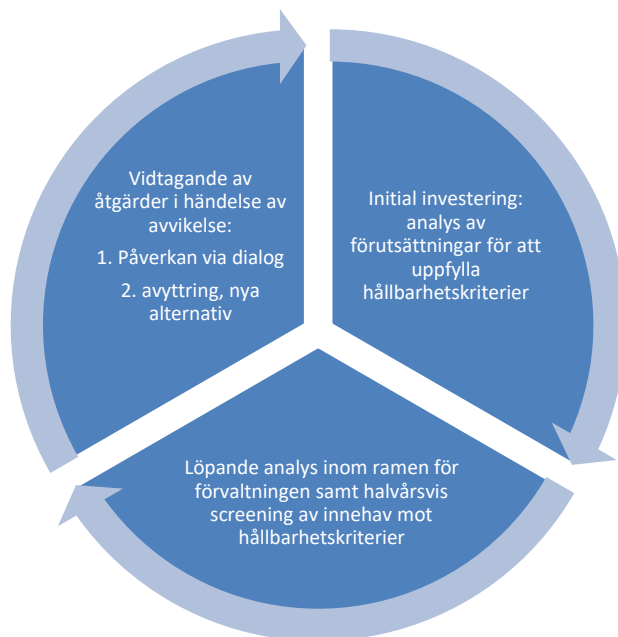 Vidtagande av
åtgärder i händelse av
avvikelse:
1. Påverkan via dialog
2. avyttring, nya
alternativ
Initial investering:
analys av
förutsättningar för att
uppfylla
hållbarhetskriterier
Löpande analys inom ramen för
förvaltningen samt halvårsvis
screening av innehav mot
hållbarhetskriterier